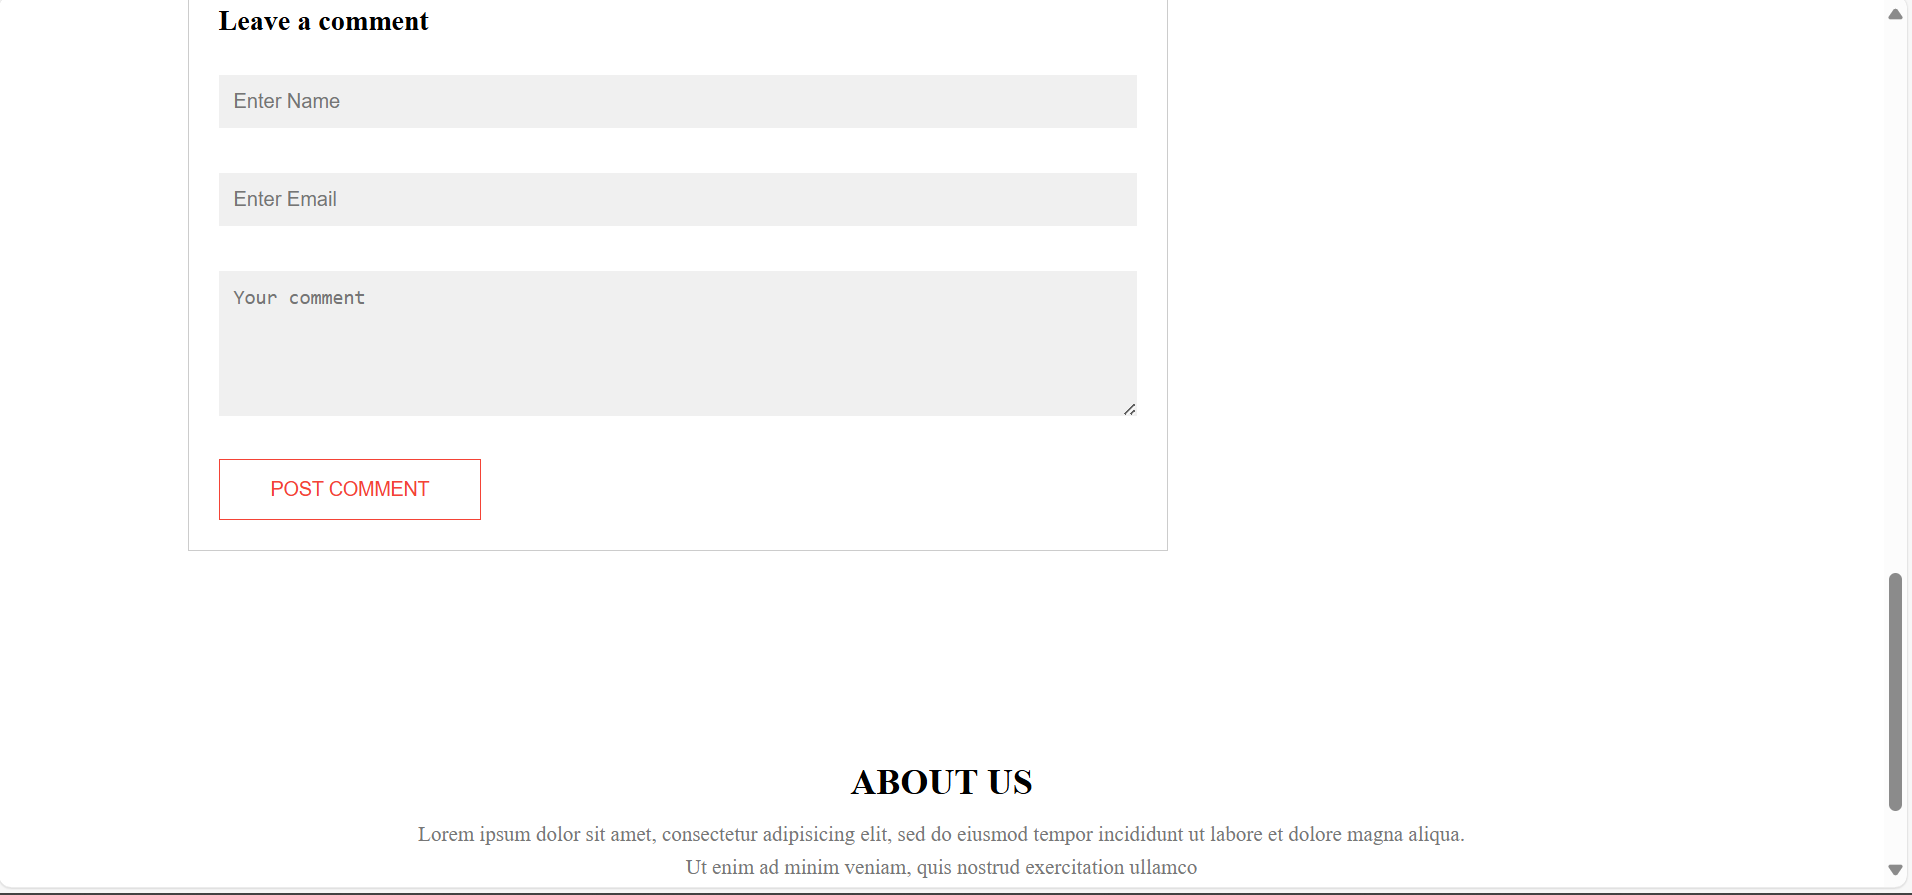 Leave a comment
Enter Name
Enter Email
Your comment
POST COMMENT
ABOUT US
Lorem ipsum dolor sit amet, consectetur adipisicing elit, sed do eiusmod tempor incididunt ut labore et dolore magna aliqua.
Ut enim ad minim veniam, quis nostrud exercitation ullamco